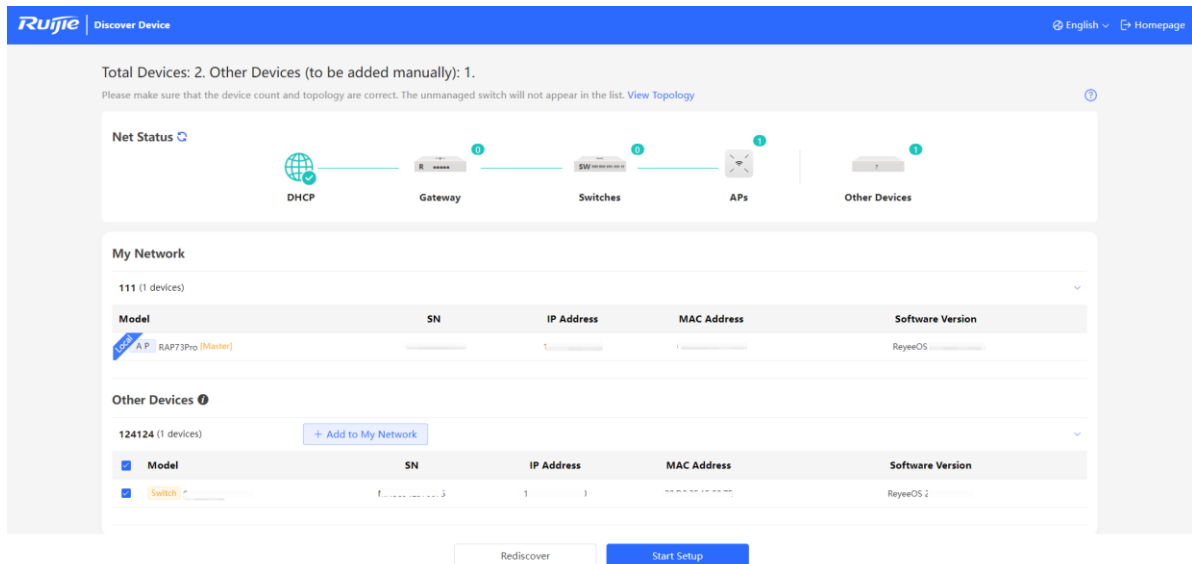 Ruijie Discover Device English Homepage
Total Devices: 2. Other Devices (to be added manually): 1.
Please make sure that the device count and topology are correct. The unmanaged switch will not appear in the list. View Topology
Net Status
0 0 1 1
R SW ?
DHCP Gateway Switches APs Other Devices
My Network
111 (1 devices)
Model SN IP Address MAC Address Software Version
Local AP RAP73Pro [Master] ReyeeOS
Other Devices
124124 (1 devices) + Add to My Network
Model SN IP Address MAC Address Software Version
Switch ReyeeOS 2
Rediscover Start Setup